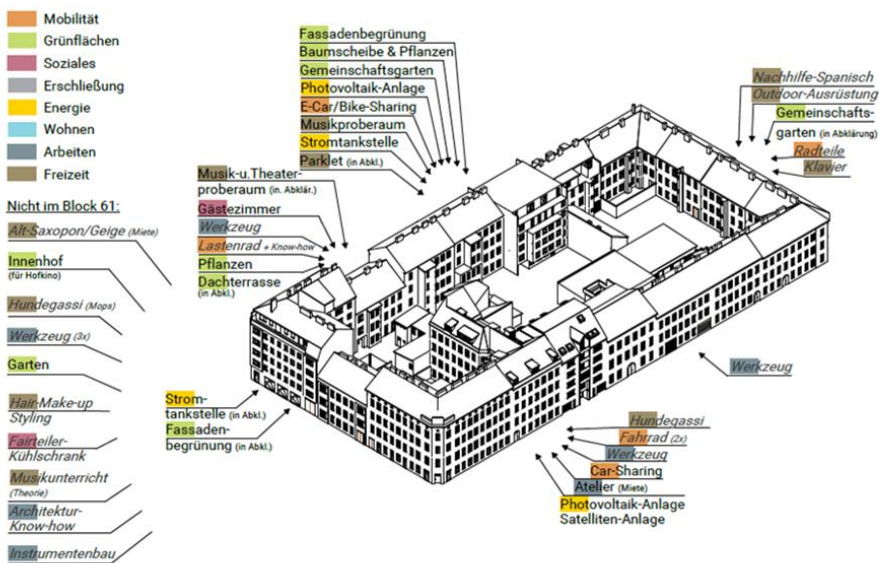 Mobilität
Grünflächen
Soziales
Erschließung
Energie
Wohnen
Arbeiten
Freizeit
Nicht im Block 61:
Alt-Saxopon/Geige (Miete)
Innenhof
(für Hofkino)
Hundegassi (Mops)
Werkzeug (3x)
Garten
Hair-Make-up
Styling
Fairteiler-
Kühlschrank
Musikunterricht
(Theorie)
Architektur-
Know-how
Instrumentenbau
Fassadenbegrünung
Baumscheibe & Pflanzen
Gemeinschaftsgarten
Photovoltaik-Anlage
E-Car/Bike-Sharing
Musikproberaum
Stromtankstelle
Parklet (in Abkl.)
Musik-u.Theater-
proberaum (in. Abklär.)
Gästezimmer
Werkzeug
Lastenrad + Know-how
Pflanzen
Dachterrasse
(in Abkl.)
Strom-
tankstelle (in Abkl.)
Fassaden-
begrünung (in Abkl.)
Nachhilfe-Spanisch
Outdoor-Ausrüstung
Gemeinschafts-
garten (in Abklärung)
Radteile
Klavier
Werkzeug
Hundegassi
Fahrrad (2x)
Werkzeug
Car-Sharing
Atelier (Miete)
Photovoltaik-Anlage
Satelliten-Anlage